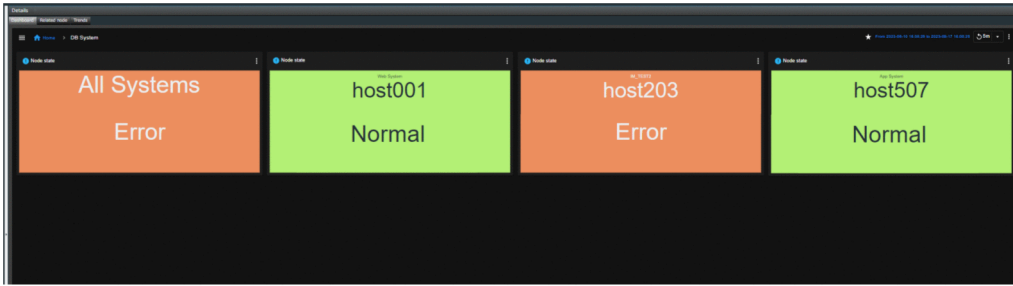 Details
Dashboard Related node Trends
Home > DB System
5m
Node state
All Systems
Error
Node state
Web System
host001
Normal
Node state
host203
Error
Node state
App System
host507
Normal